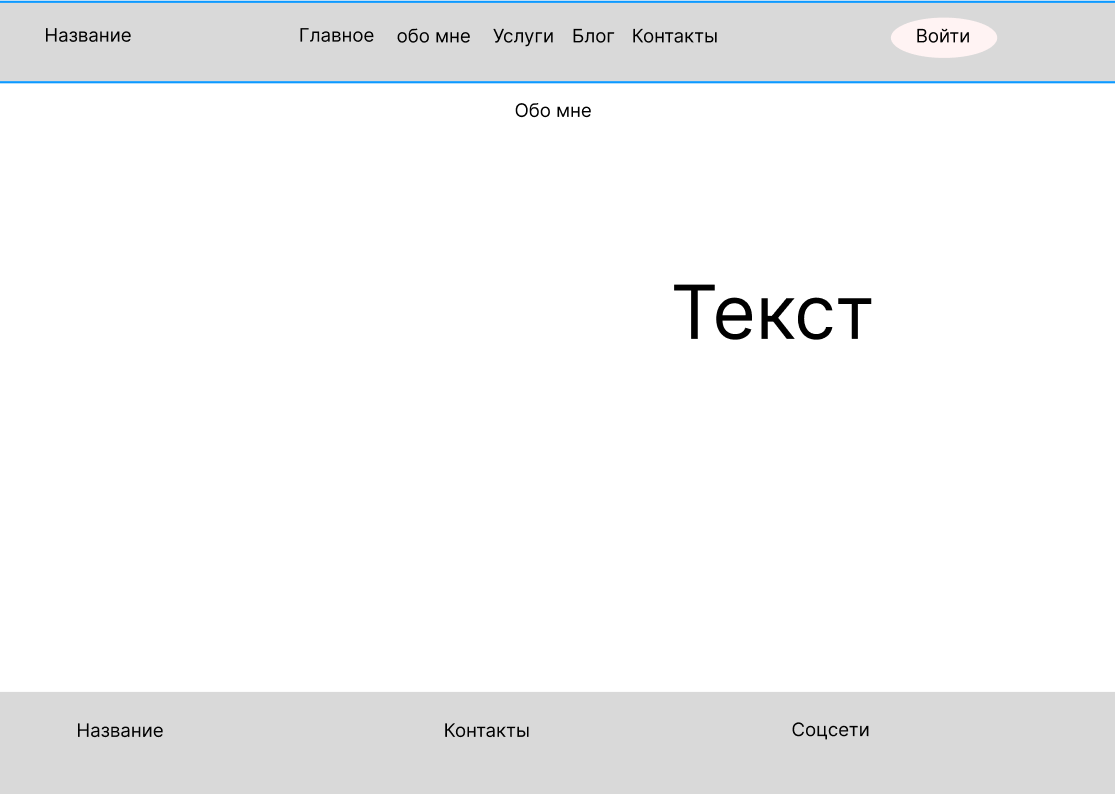 Название Главное обо мне Услуги Блог Контакты Войти
Обо мне
Текст
Название Контакты Соцсети